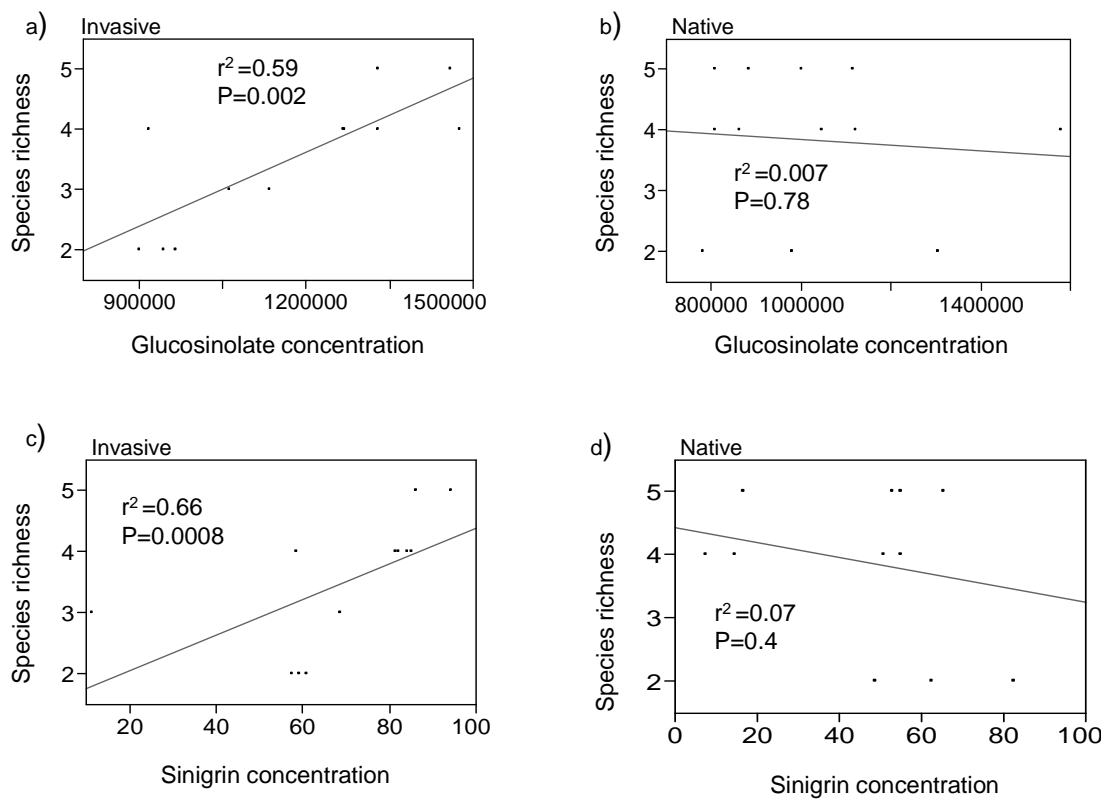 a) Invasive
Species richness
5
4
3
2
r²=0.59
P=0.002
900000 1200000 1500000
Glucosinolate concentration
b) Native
Species richness
5
4
3
2
r²=0.007
P=0.78
800000 1000000 1400000
Glucosinolate concentration
c) Invasive
Species richness
5
4
3
2
r²=0.66
P=0.0008
20 40 60 80 100
Sinigrin concentration
d) Native
Species richness
5
4
3
2
r²=0.07
P=0.4
0 20 40 60 80 100
Sinigrin concentration